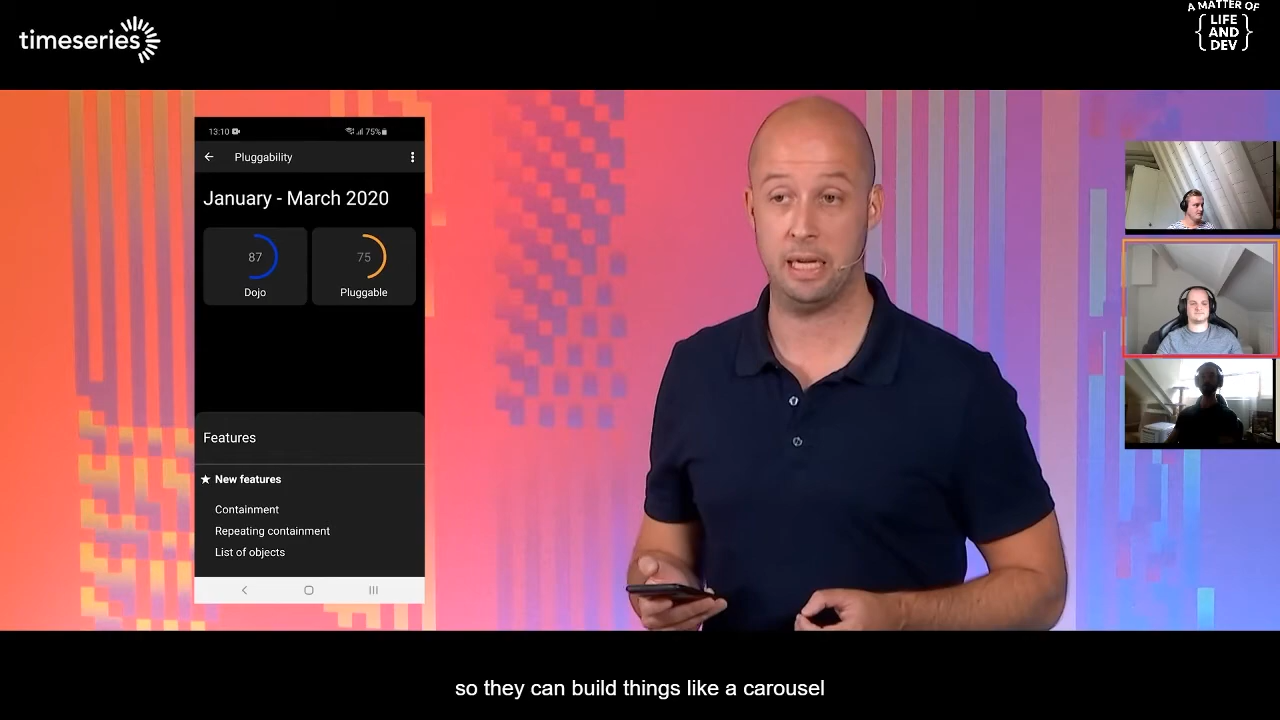 timeseries
A MATTER OF
LIFE
AND
DEV
13:10
75%
Pluggability
January - March 2020
87
75
Dojo
Pluggable
Features
★ New features
Containment
Repeating containment
List of objects
so they can build things like a carousel